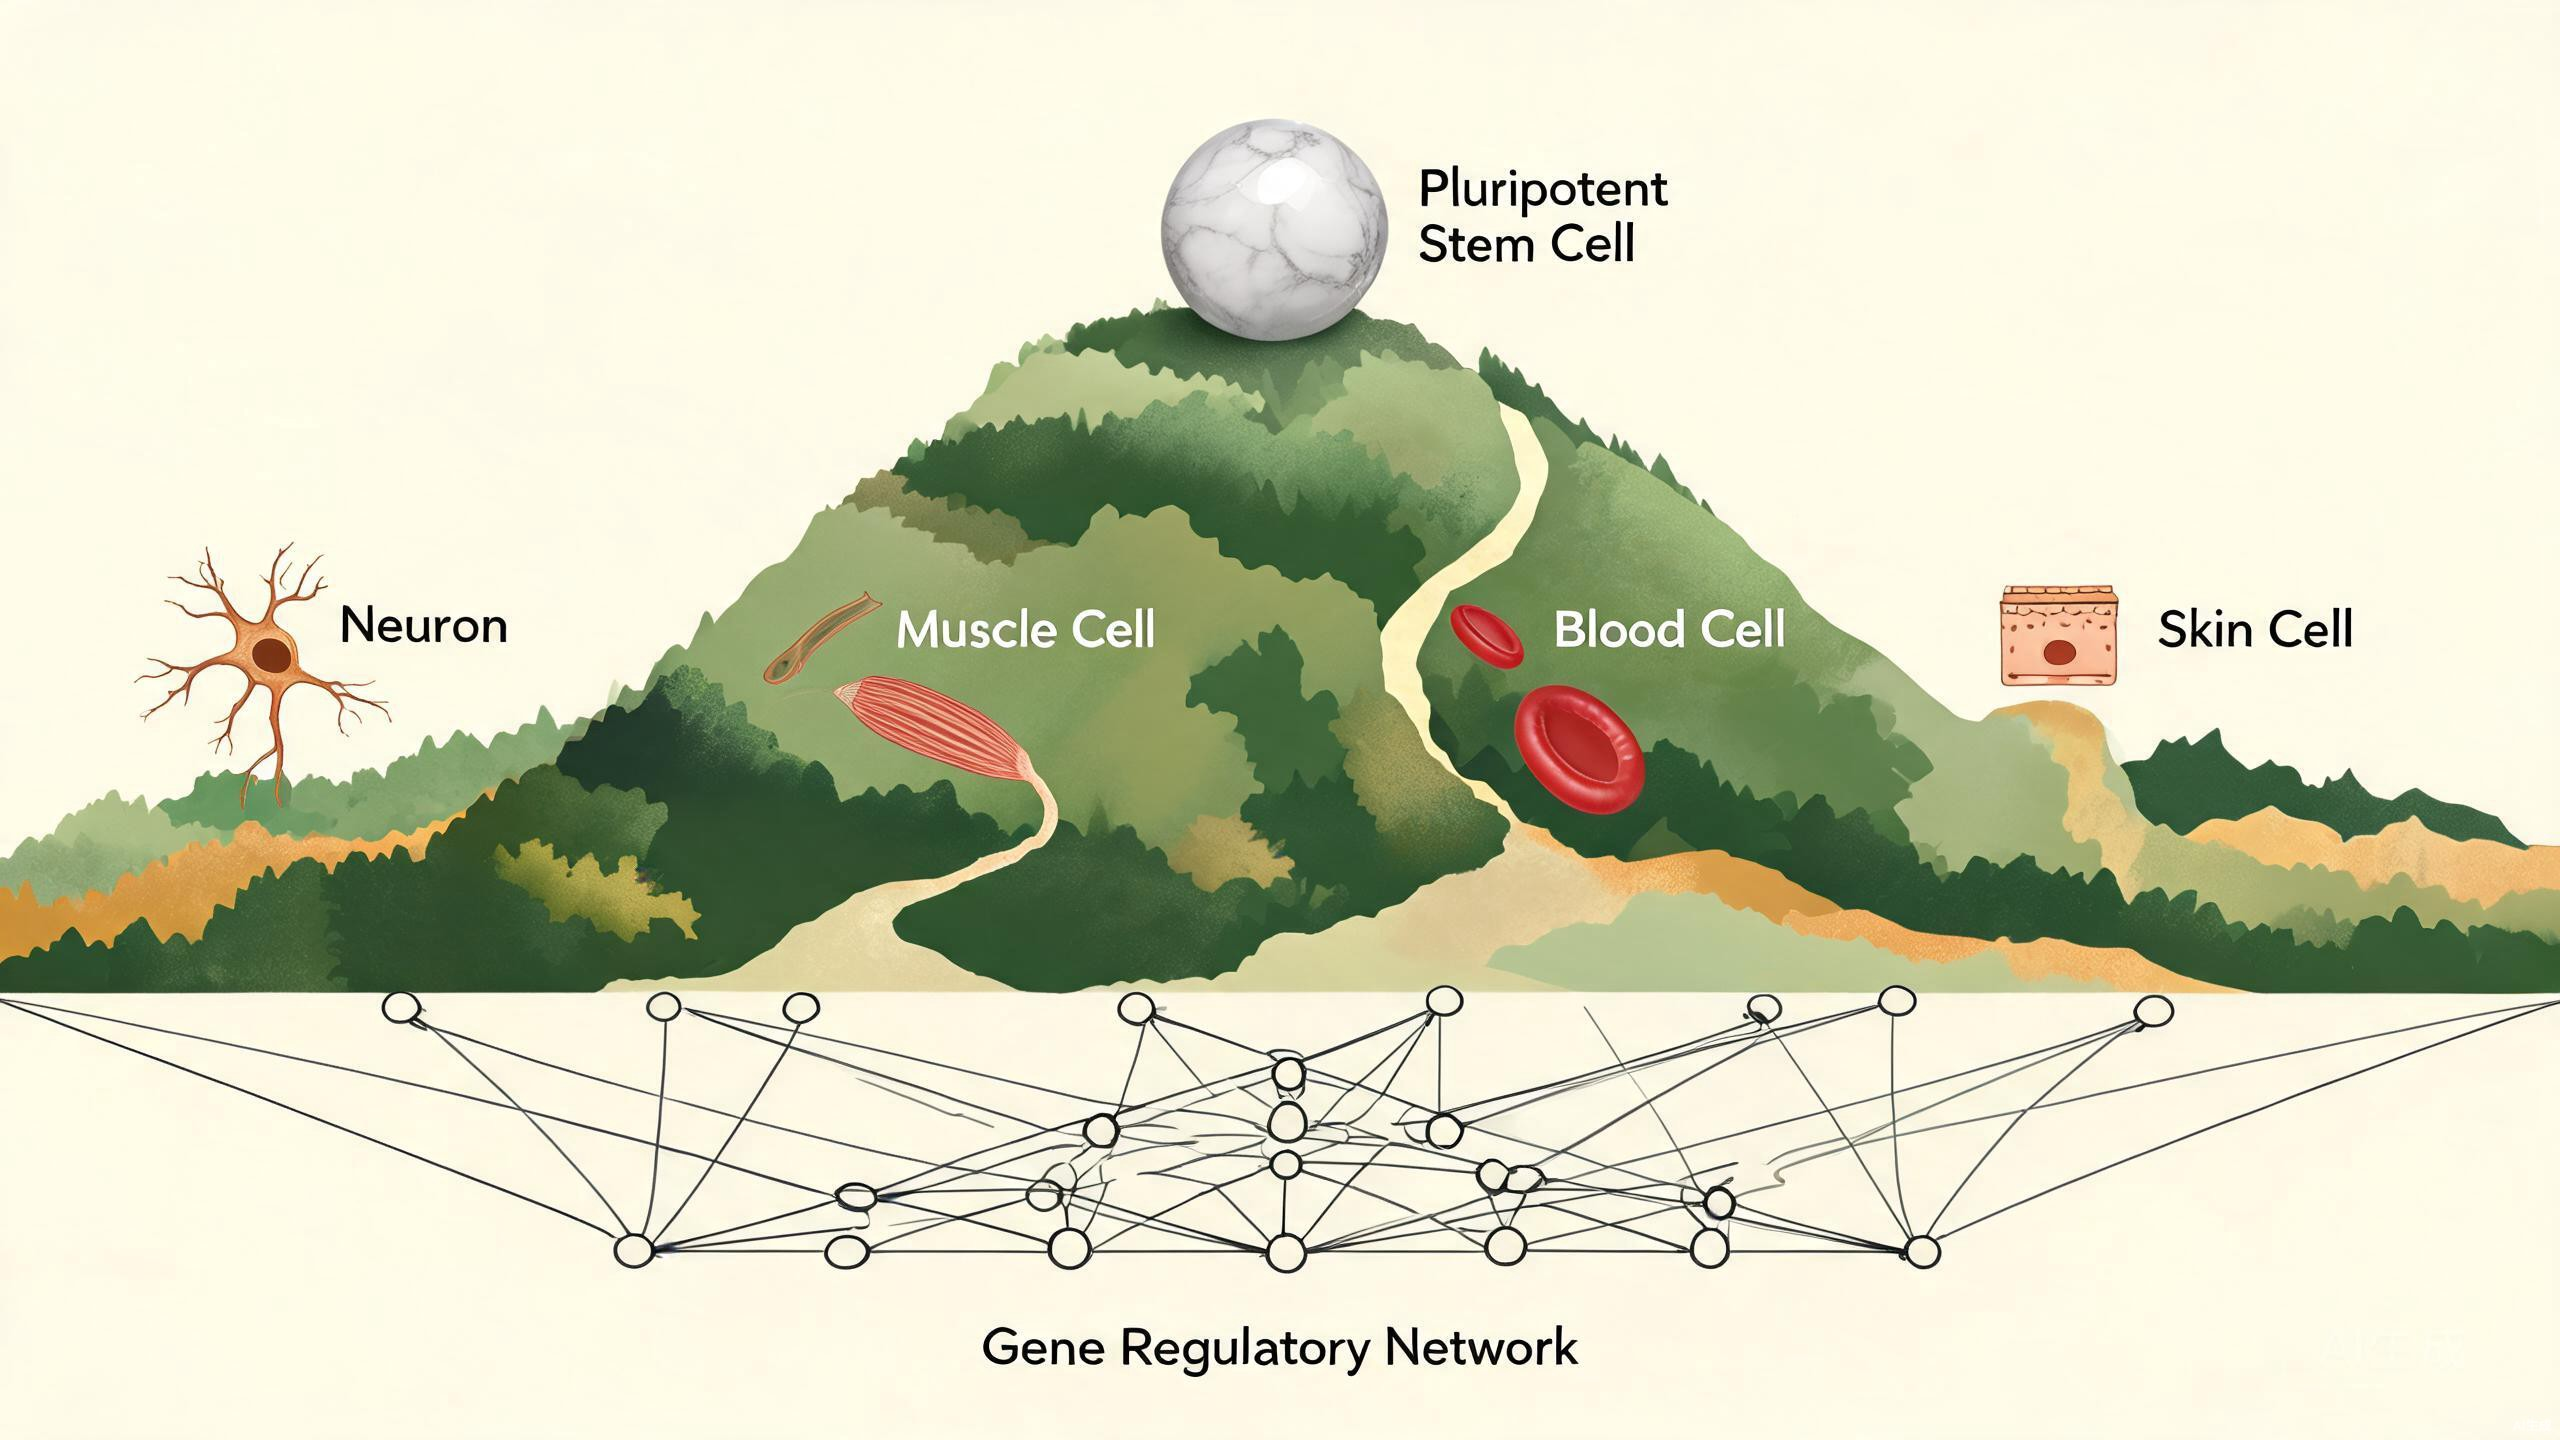 Pluripotent
Stem Cell
Neuron
Muscle Cell
Blood Cell
Skin Cell
Gene Regulatory Network